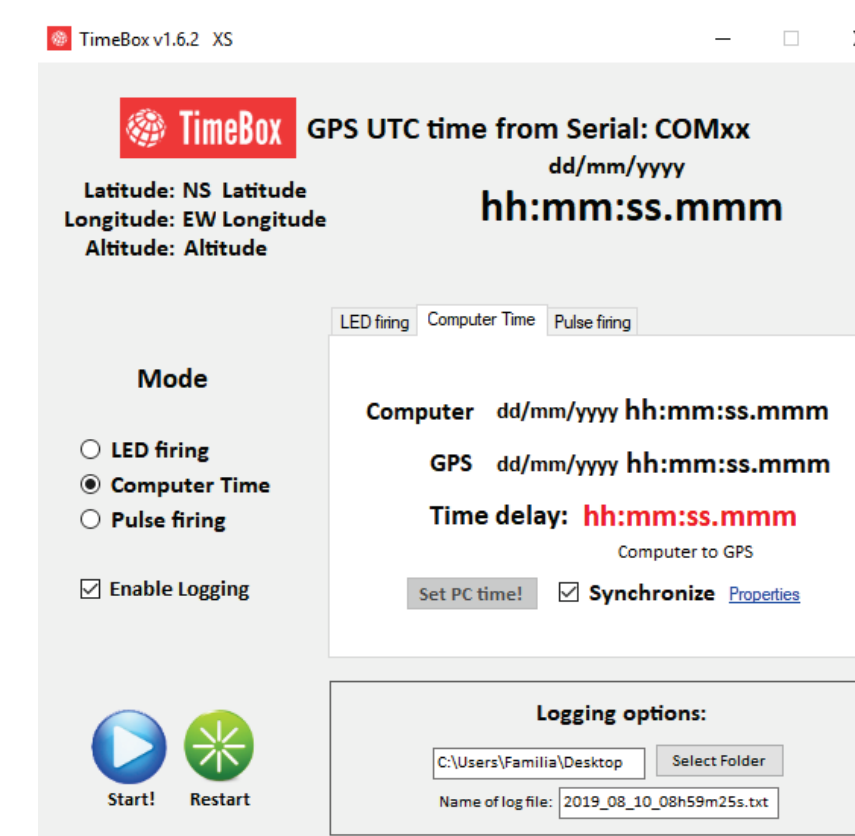 TimeBox v1.6.2 XS
TimeBox GPS UTC time from Serial: COMxx
dd/mm/yyyy
hh:mm:ss.mmm
Latitude: NS Latitude
Longitude: EW Longitude
Altitude: Altitude
LED firing Computer Time Pulse firing
Mode
LED firing
Computer Time
Pulse firing
Enable Logging
Computer dd/mm/yyyy hh:mm:ss.mmm
GPS dd/mm/yyyy hh:mm:ss.mmm
Time delay: hh:mm:ss.mmm
Computer to GPS
Set PC time! Synchronize Properties
Start! Restart
Logging options:
C:\Users\Familia\Desktop Select Folder
Name of log file: 2019_08_10_08h59m25s.txt